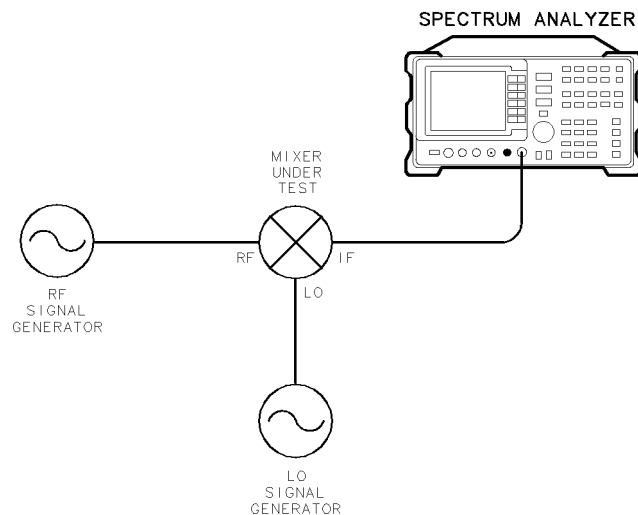 SPECTRUM ANALYZER
MIXER
UNDER
TEST
RF
IF
LO
RF
SIGNAL
GENERATOR
LO
SIGNAL
GENERATOR